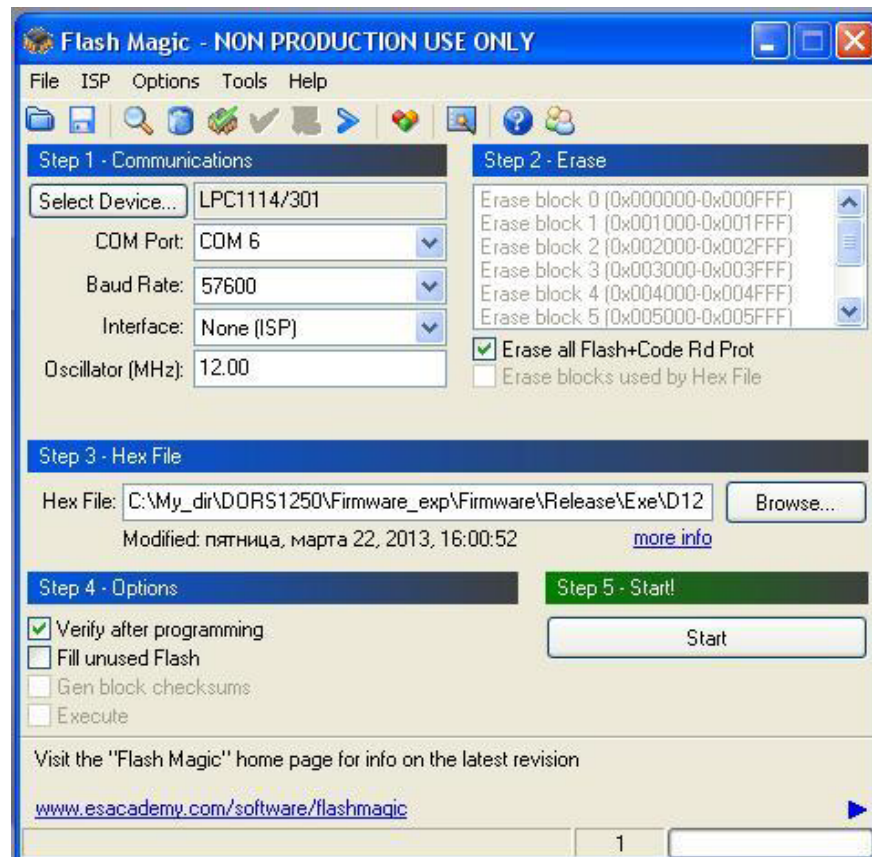 Flash Magic - NON PRODUCTION USE ONLY
File ISP Options Tools Help
Step 1 - Communications
Select Device... LPC1114/301
COM Port: COM 6
Baud Rate: 57600
Interface: None (ISP)
Oscillator (MHz): 12.00
Step 2 - Erase
Erase block 0 (0x000000-0x000FFF)
Erase block 1 (0x001000-0x001FFF)
Erase block 2 (0x002000-0x002FFF)
Erase block 3 (0x003000-0x003FFF)
Erase block 4 (0x004000-0x004FFF)
Erase block 5 (0x005000-0x005FFF)
Erase all Flash+Code Rd Prot
Erase blocks used by Hex File
Step 3 - Hex File
Hex File: C:\My_dir\DORS1250\Firmware_exp\Firmware\Release\Exe\D12 Browse...
Modified: пятница, марта 22, 2013, 16:00:52 more info
Step 4 - Options
Verify after programming
Fill unused Flash
Gen block checksums
Execute
Step 5 - Start!
Start
Visit the "Flash Magic" home page for info on the latest revision
www.esacademy.com/software/flashmagic
1